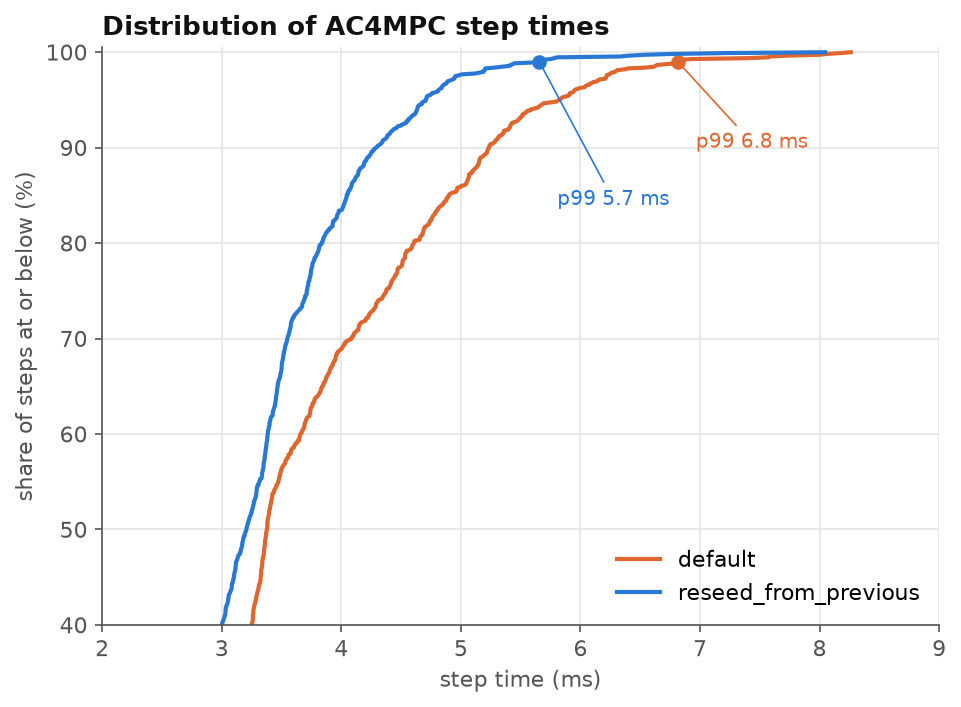 Distribution of AC4MPC step times
share of steps at or below (%)
100
90
80
70
60
50
40
p99 6.8 ms
p99 5.7 ms
default
reseed_from_previous
2 3 4 5 6 7 8 9
step time (ms)